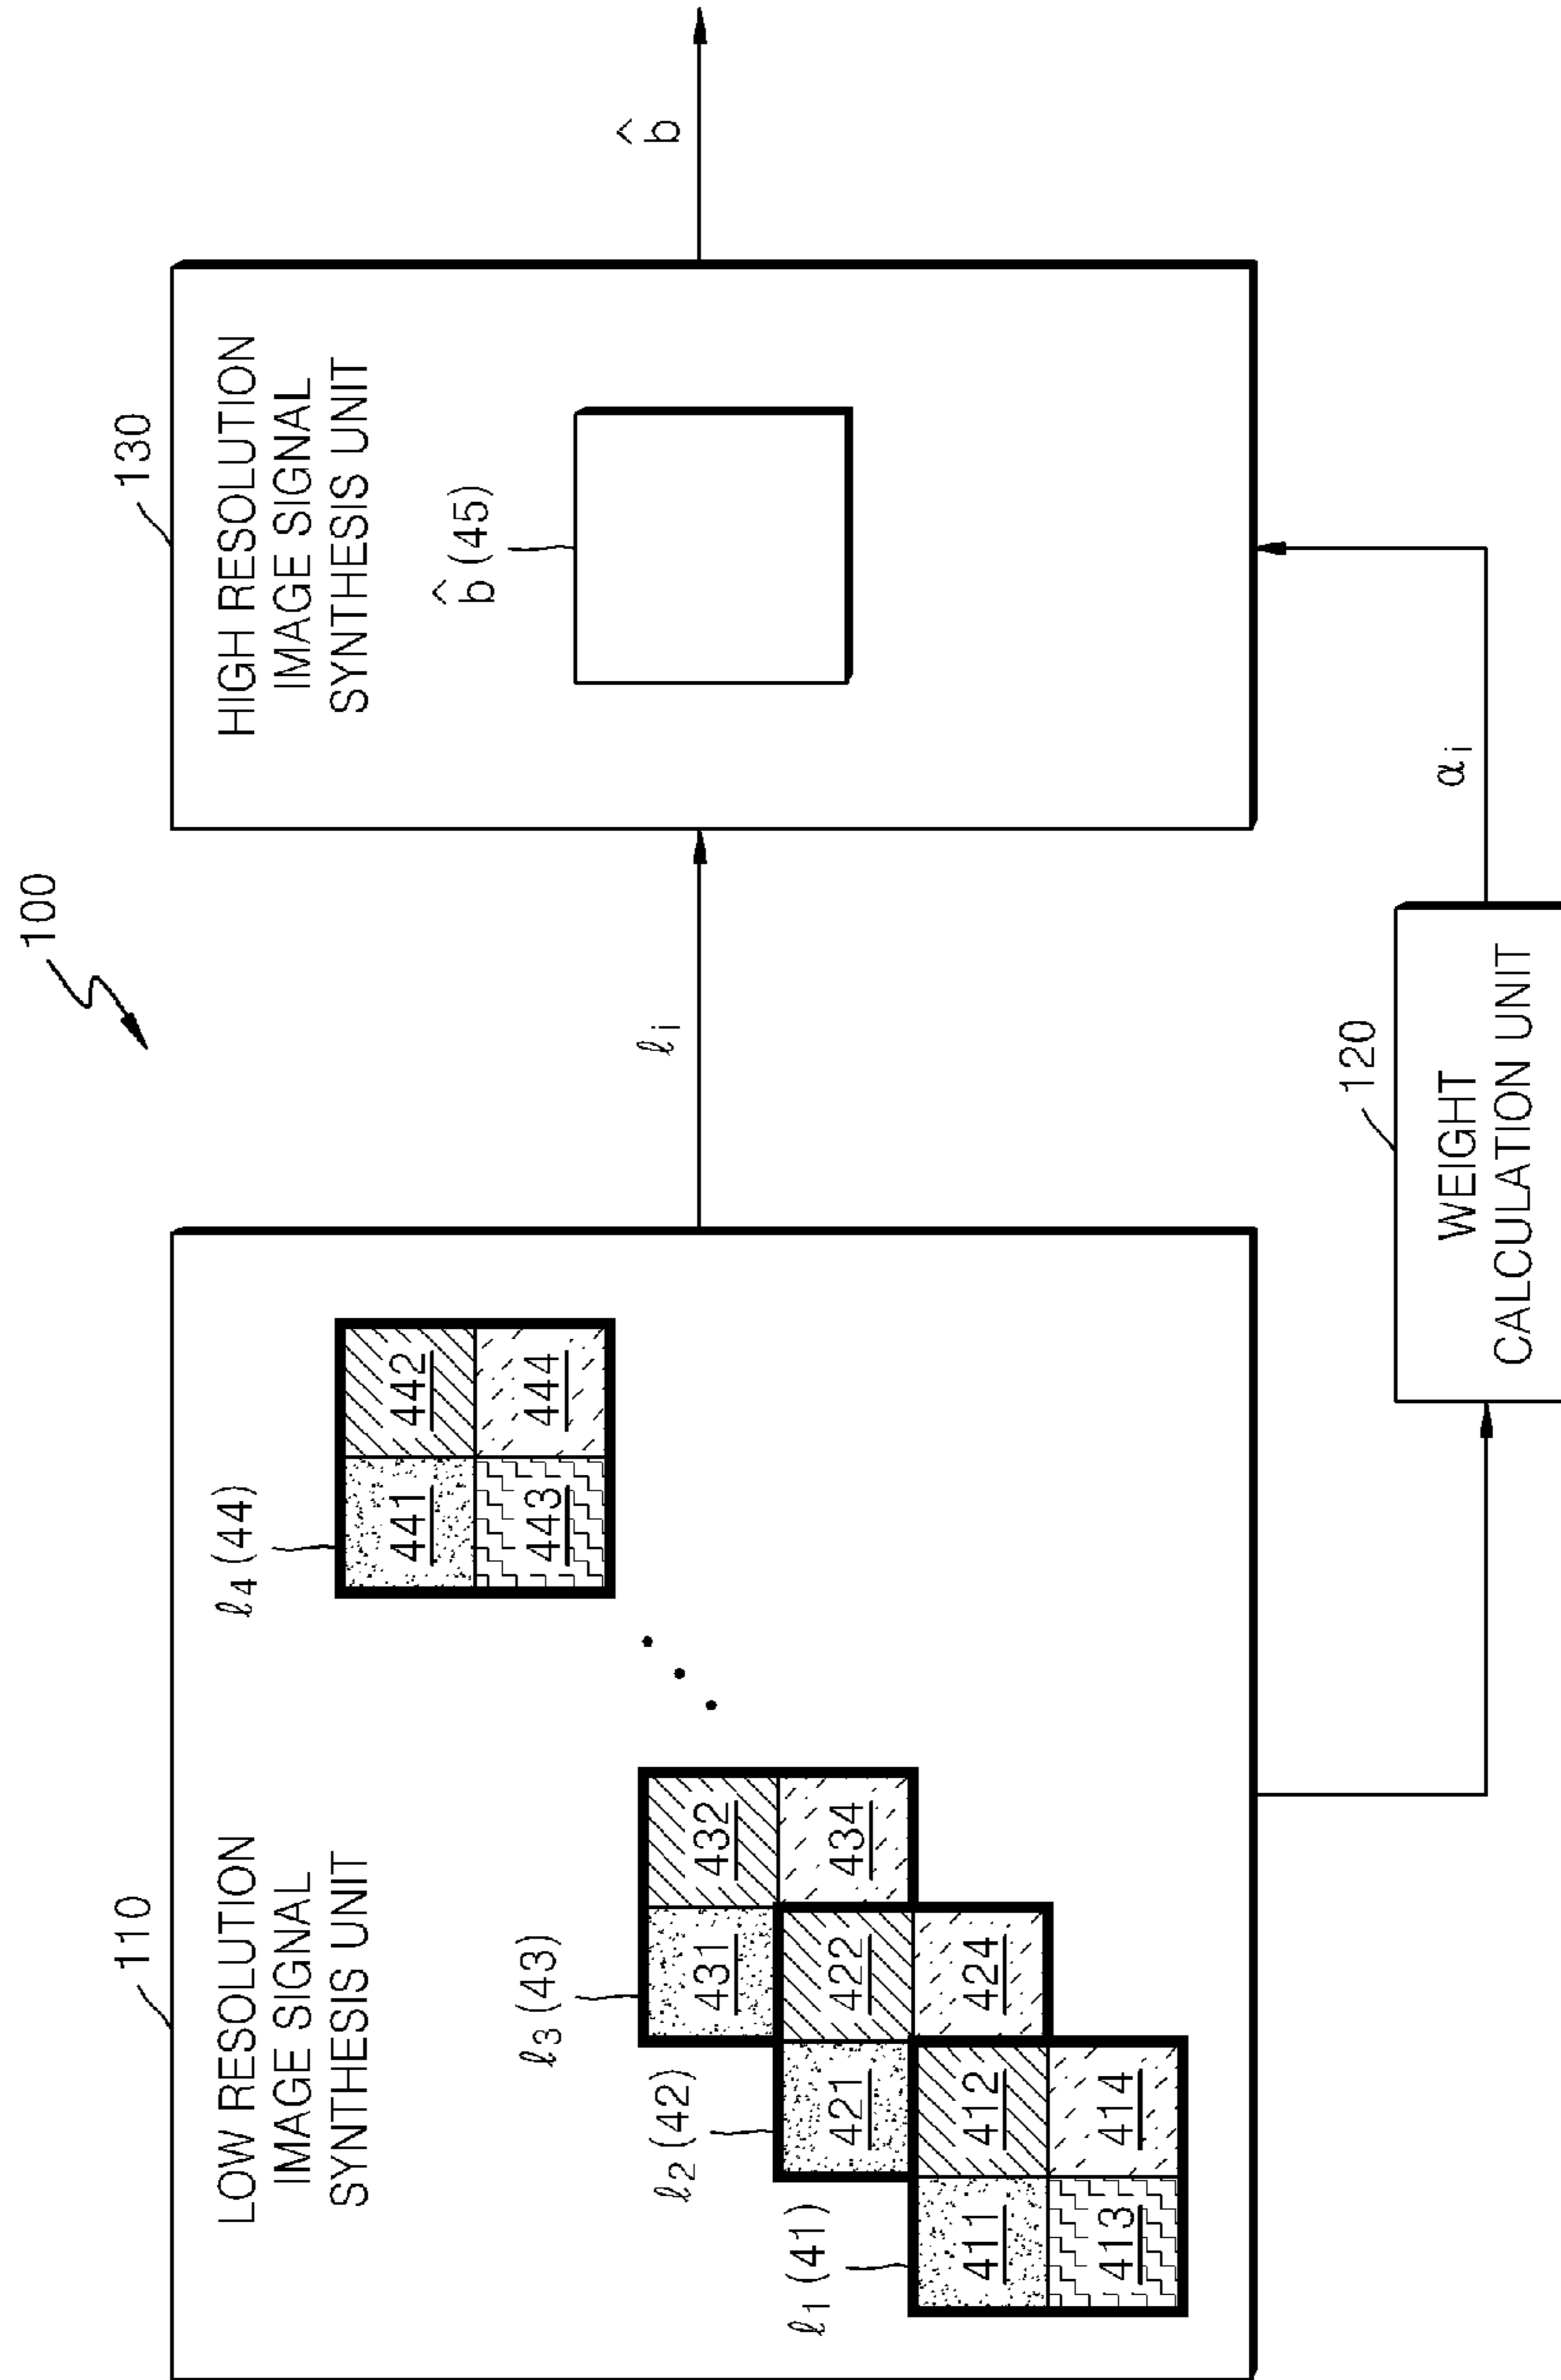 100
110
LOW RESOLUTION
IMAGE SIGNAL
SYNTHESIS UNIT
ℓ4 (44)
441
442
443
444
ℓ3 (43)
431
432
434
ℓ2 (42)
421
422
424
ℓ1 (41)
411
412
413
414
ℓi
130
HIGH RESOLUTION
IMAGE SIGNAL
SYNTHESIS UNIT
b̂ (45)
b̂
120
WEIGHT
CALCULATION UNIT
αi